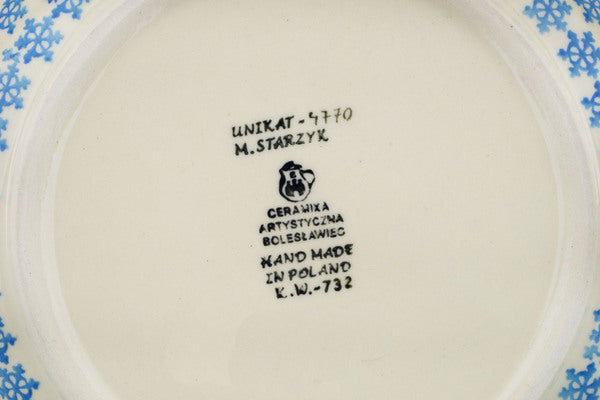 UNIKAT - 4770
M. STARZYK
CERAMIKA
ARTYSTYCZNA
BOLESŁAWIEC
HAND MADE
IN POLAND
K.W.-732